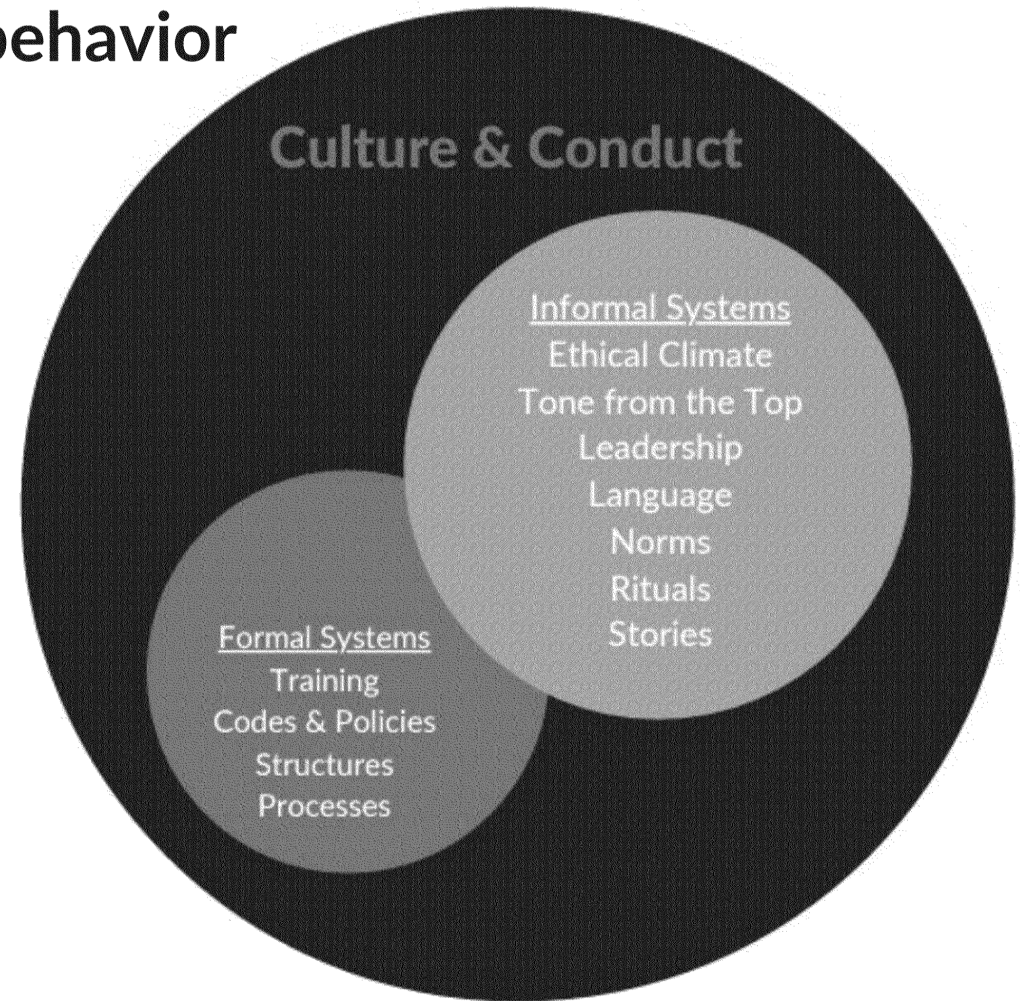 behavior
Culture & Conduct
Informal Systems
Ethical Climate
Tone from the Top
Leadership
Language
Norms
Rituals
Stories
Formal Systems
Training
Codes & Policies
Structures
Processes